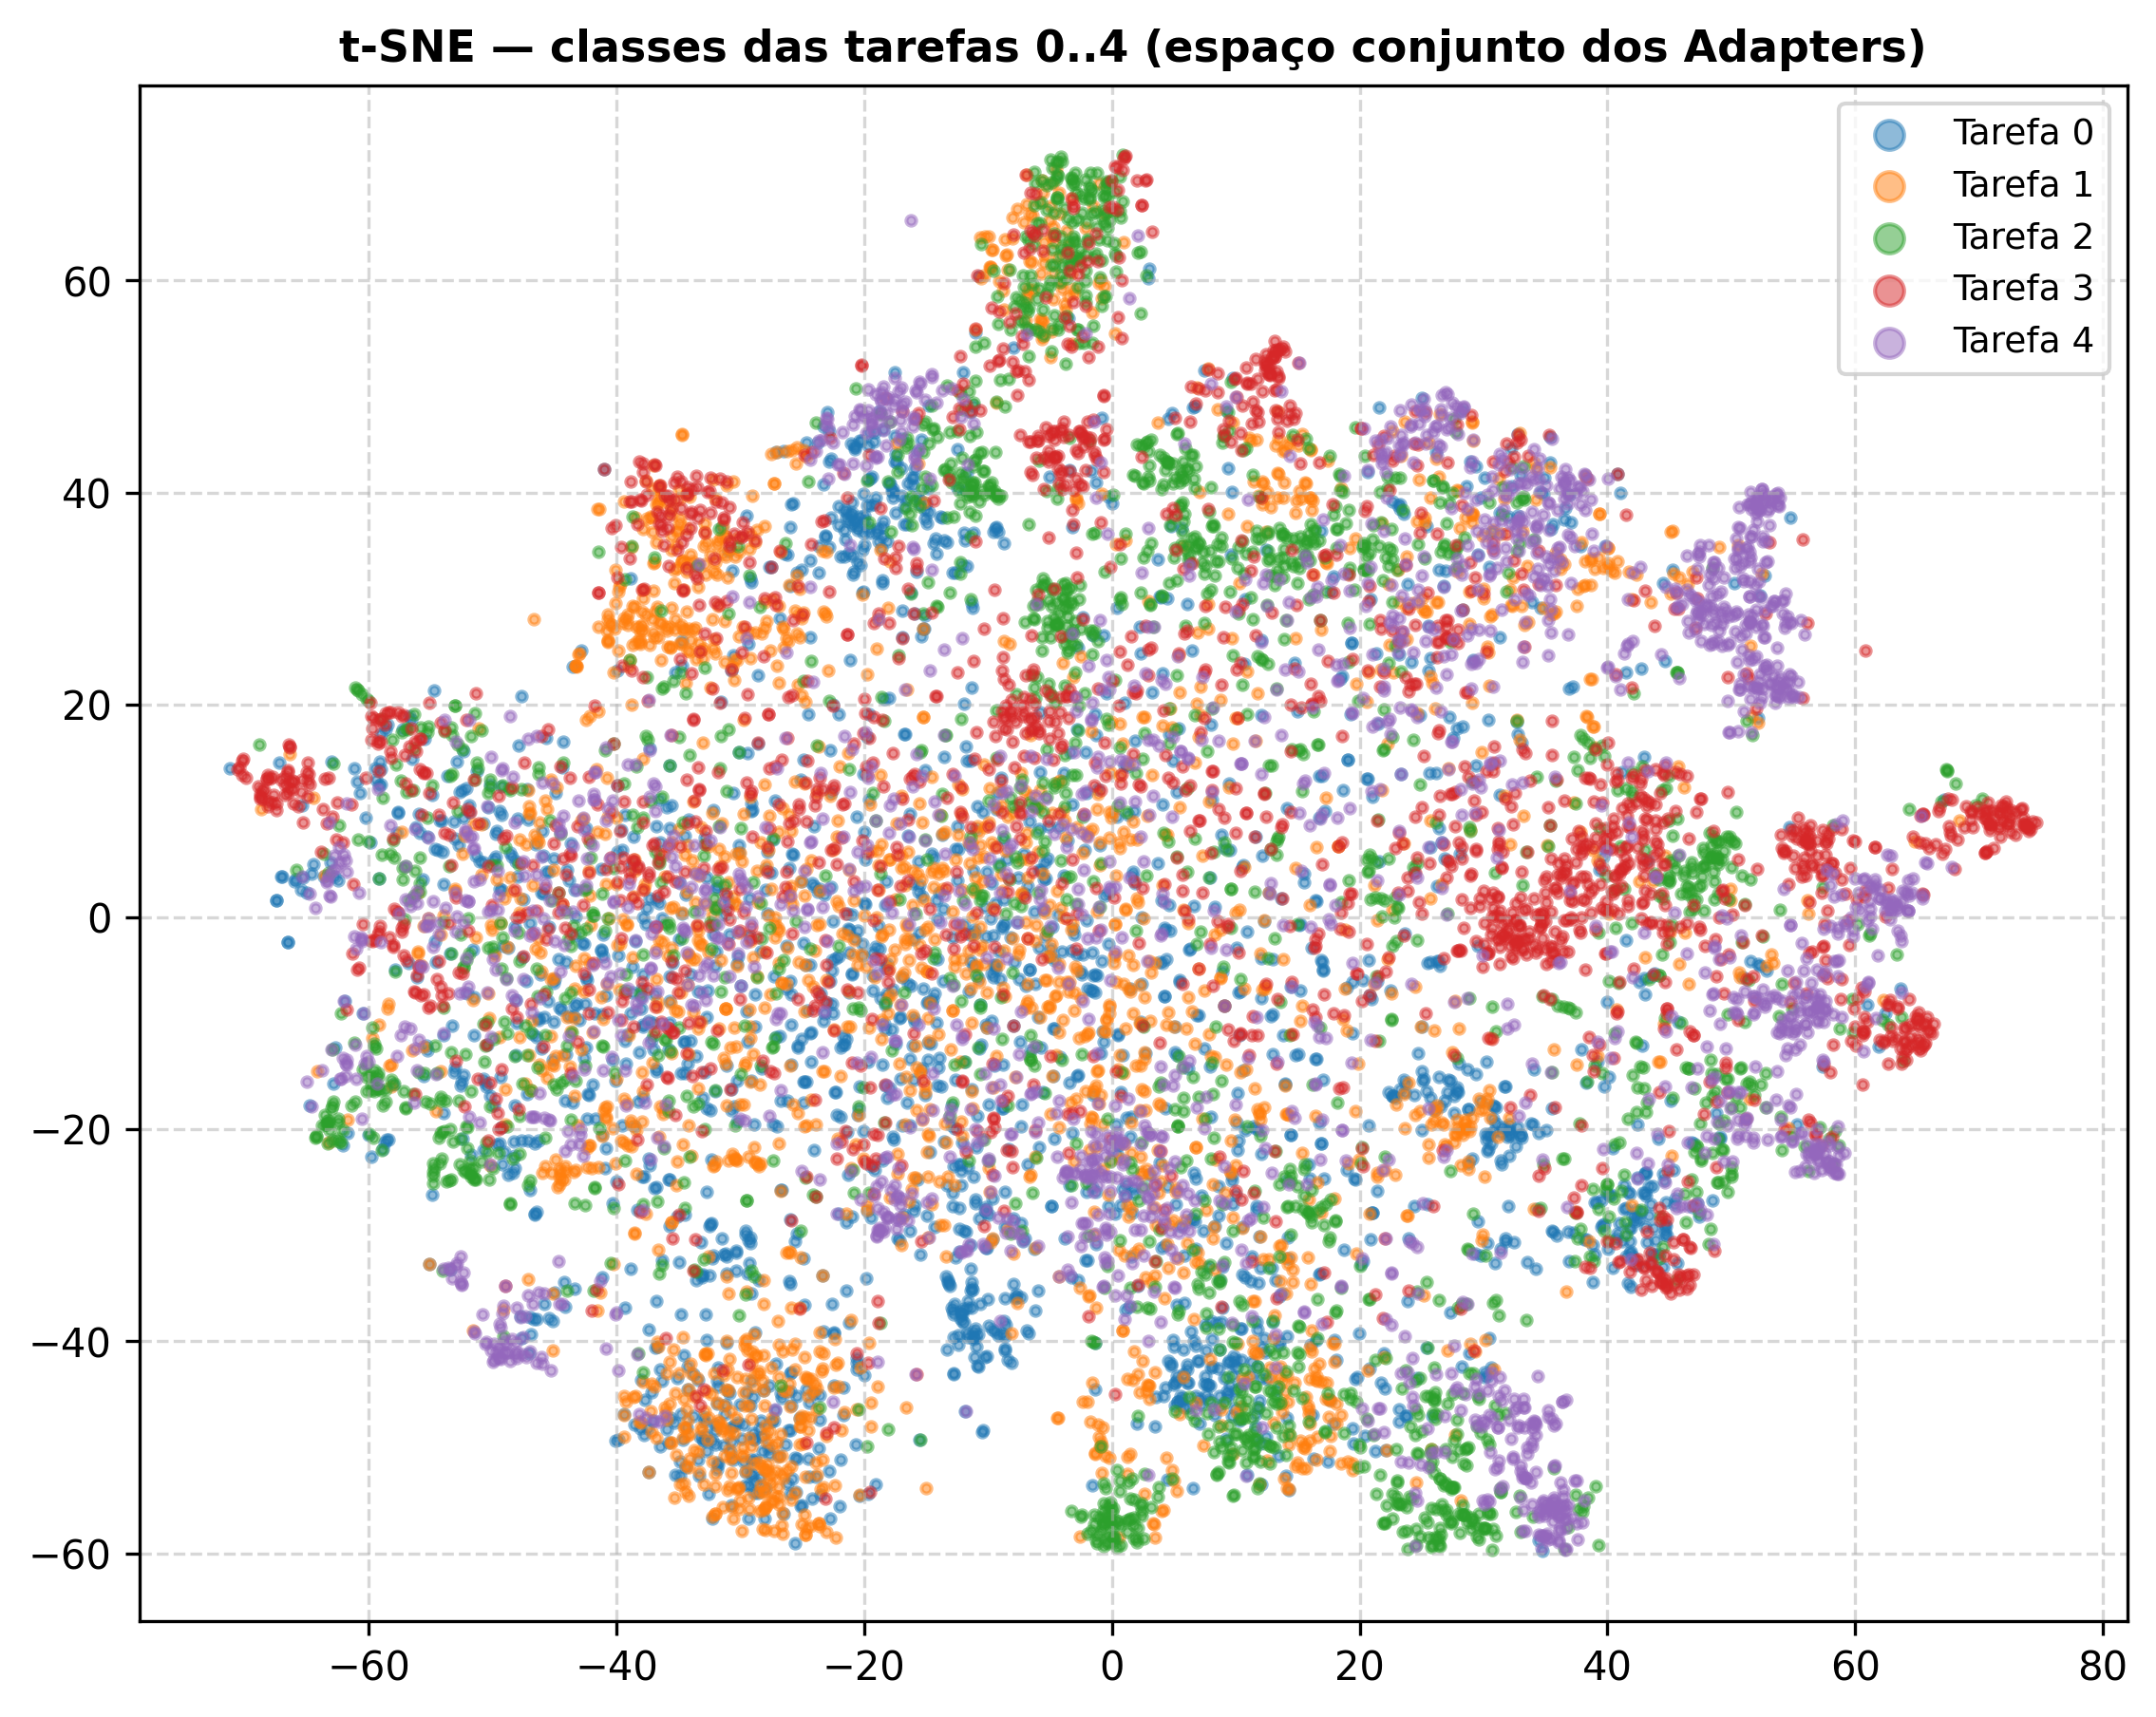 t-SNE — classes das tarefas 0..4 (espaço conjunto dos Adapters)
Tarefa 0
Tarefa 1
Tarefa 2
Tarefa 3
Tarefa 4
60
40
20
0
−20
−40
−60
−60 −40 −20 0 20 40 60 80